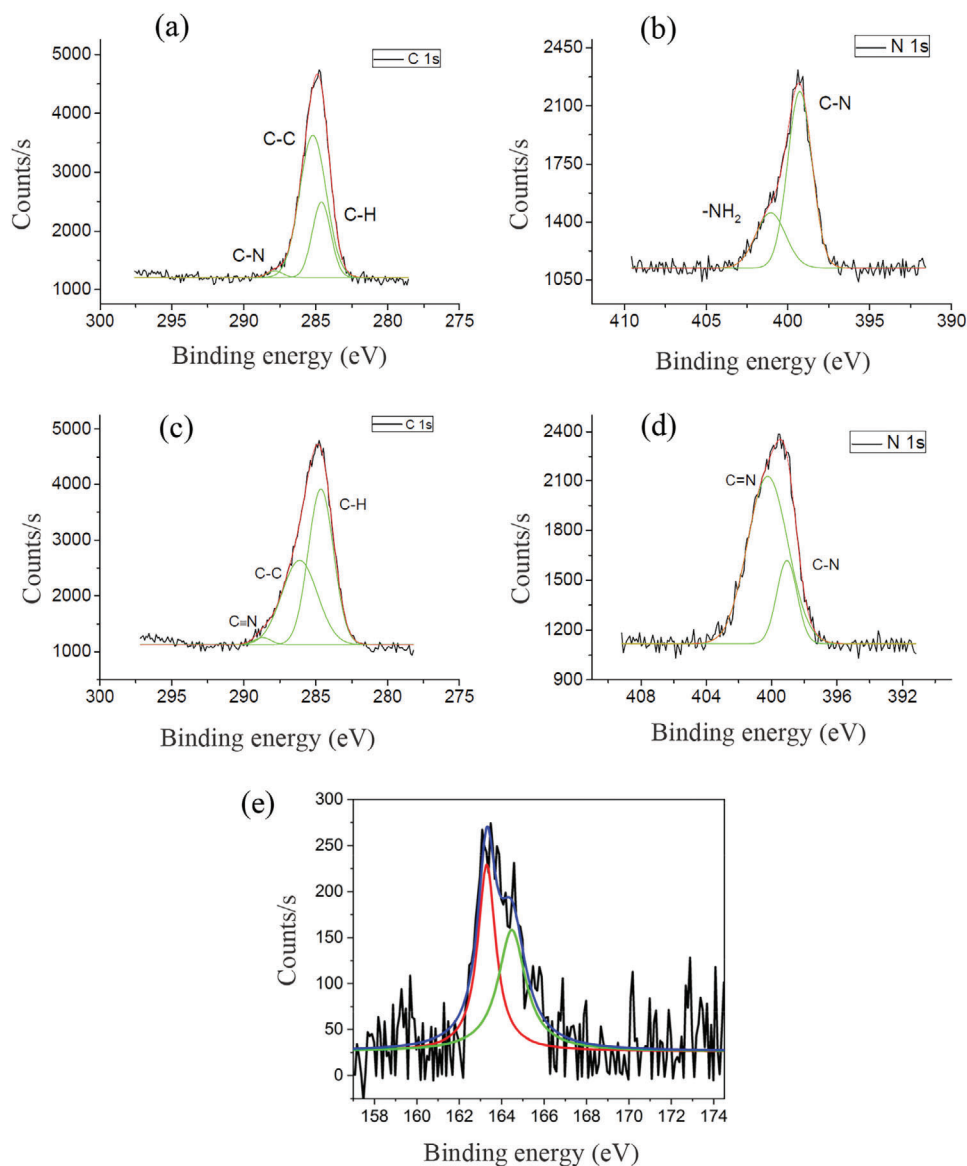 (a)
C 1s
5000
4000
3000
2000
1000
C-C
C-H
C-N
Counts/s
300 295 290 285 280 275
Binding energy (eV)
(b)
N 1s
2450
2100
1750
1400
1050
C-N
-NH2
Counts/s
410 405 400 395 390
Binding energy (eV)
(c)
C 1s
5000
4000
3000
2000
1000
C-H
C-C
C≡N
Counts/s
300 295 290 285 280 275
Binding energy (eV)
(d)
N 1s
2400
2100
1800
1500
1200
900
C=N
C-N
Counts/s
408 404 400 396 392
Binding energy (eV)
(e)
300
250
200
150
100
50
0
Counts/s
158 160 162 164 166 168 170 172 174
Binding energy (eV)